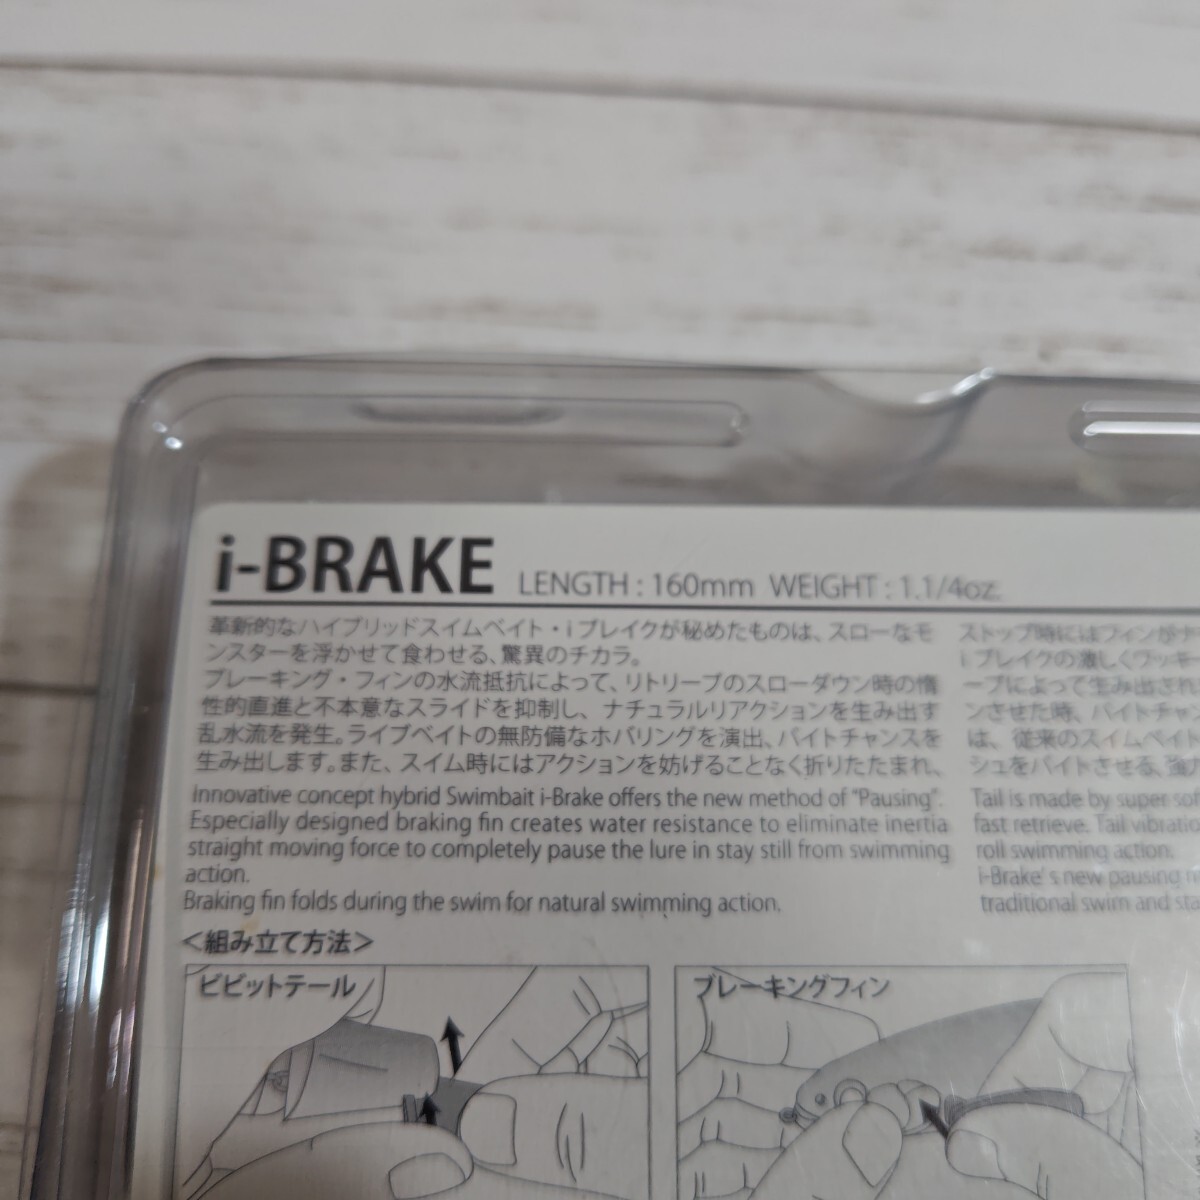 i-BRAKE LENGTH : 160mm WEIGHT : 1.1/4oz.
革新的なハイブリッドスイムベイト・iブレイクが秘めたものは、スローなモ
ンスターを浮かせて食わせる、驚異のチカラ。
ブレーキング・フィンの水流抵抗によって、リトリーブのスローダウン時の惰
性的直進と不本意なスライドを抑制し、ナチュラルリアクションを生み出す
乱水流を発生。ライブベイトの無防備なホバリングを演出、バイトチャンスを
生み出します。また、スイム時にはアクションを妨げることなく折りたたまれ、
ストップ時にはフィンがナ
iブレイクの激しくワッキー
ープによって生み出され
ンさせた時、バイトチャン
は、従来のスイムベイト
シュをバイトさせる、強力
Innovative concept hybrid Swimbait i-Brake offers the new method of "Pausing".
Especially designed braking fin creates water resistance to eliminate inertia
straight moving force to completely pause the lure in stay still from swimming
action.
Braking fin folds during the swim for natural swimming action.
Tail is made by super sof
fast retrieve. Tail vibratio
roll swimming action.
i-Brake's new pausing m
traditional swim and sta
＜組み立て方法＞
ビビットテール
ブレーキングフィン